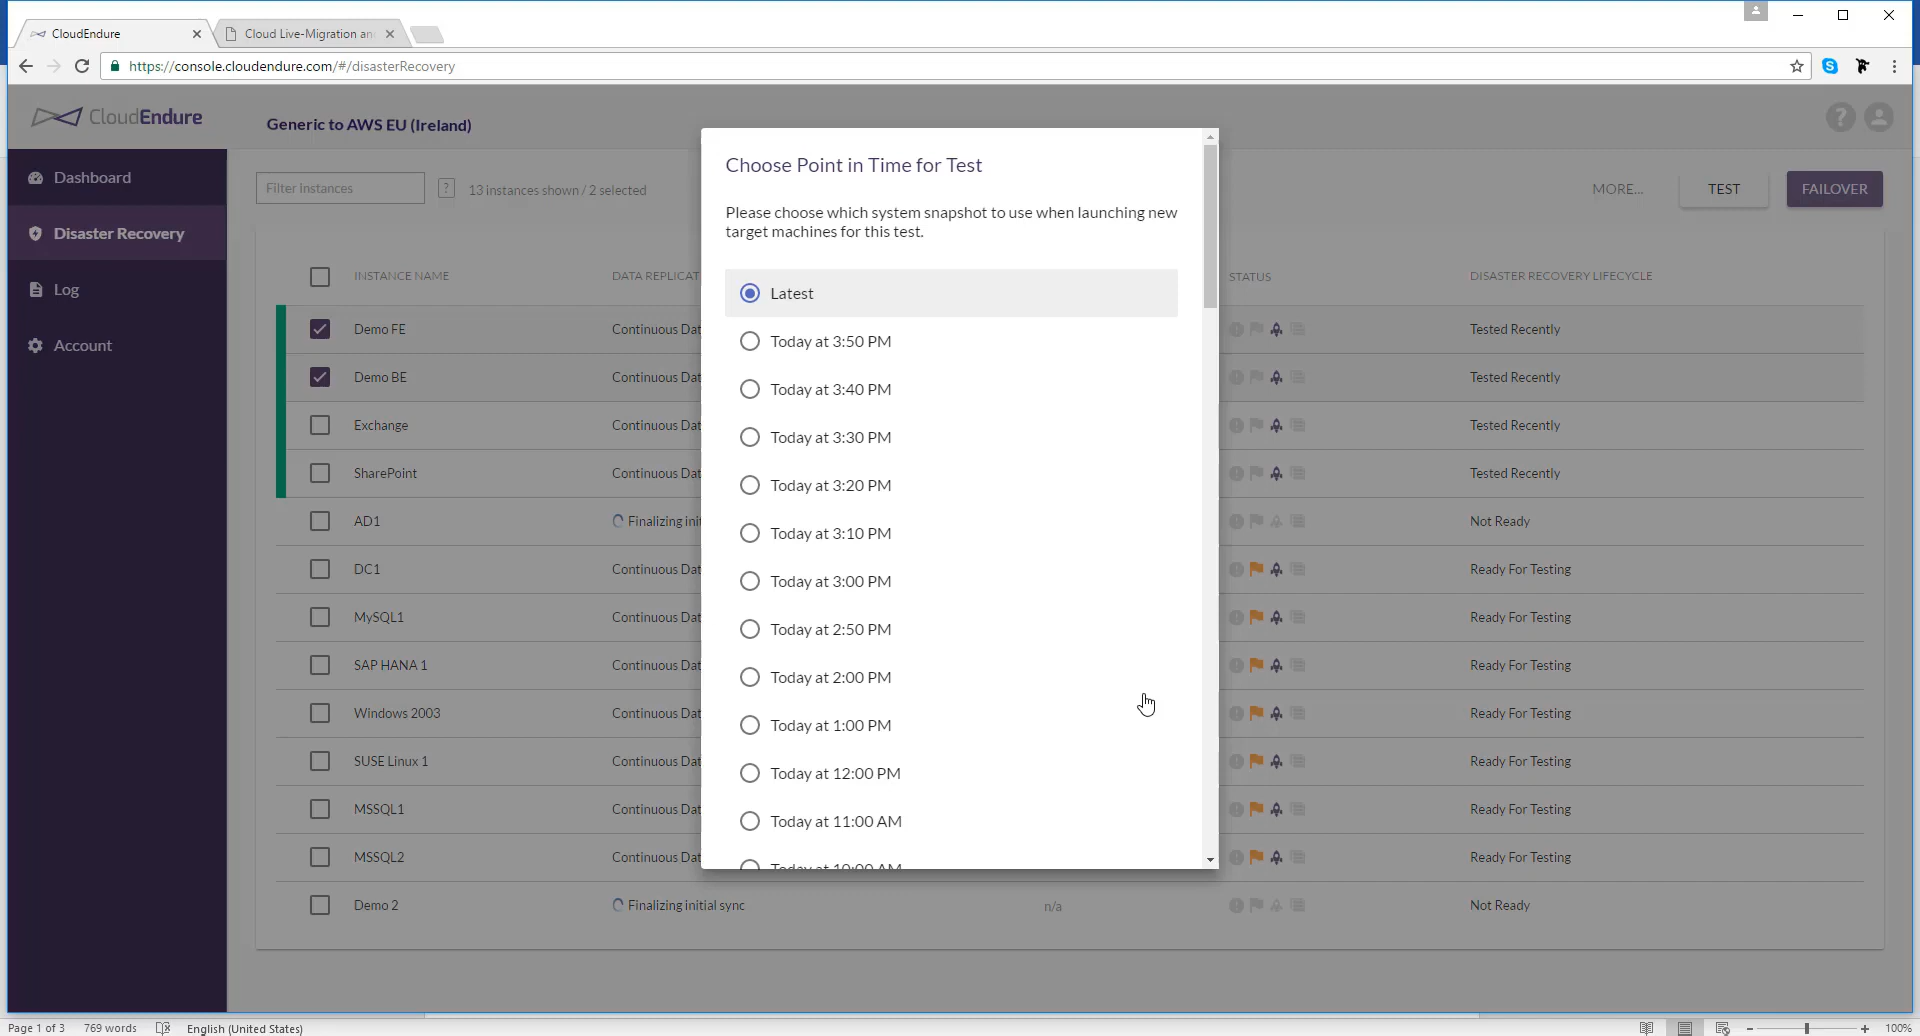 CloudEndure
Cloud Live-Migration an
https://console.cloudendure.com/#/disasterRecovery
CloudEndure
Generic to AWS EU (Ireland)
?
Dashboard
Disaster Recovery
Log
Account
Filter instances
?
13 instances shown / 2 selected
MORE...
TEST
FAILOVER
INSTANCE NAME
DATA REPLICAT
STATUS
DISASTER RECOVERY LIFECYCLE
Demo FE
Continuous Dat
Tested Recently
Demo BE
Continuous Dat
Tested Recently
Exchange
Continuous Dat
Tested Recently
SharePoint
Continuous Dat
Tested Recently
AD1
Finalizing ini
Not Ready
DC1
Continuous Dat
Ready For Testing
MySQL1
Continuous Dat
Ready For Testing
SAP HANA 1
Continuous Dat
Ready For Testing
Windows 2003
Continuous Dat
Ready For Testing
SUSE Linux 1
Continuous Dat
Ready For Testing
MSSQL1
Continuous Dat
Ready For Testing
MSSQL2
Continuous Dat
Ready For Testing
Demo 2
Finalizing initial sync
n/a
Not Ready
Choose Point in Time for Test
Please choose which system snapshot to use when launching new
target machines for this test.
Latest
Today at 3:50 PM
Today at 3:40 PM
Today at 3:30 PM
Today at 3:20 PM
Today at 3:10 PM
Today at 3:00 PM
Today at 2:50 PM
Today at 2:00 PM
Today at 1:00 PM
Today at 12:00 PM
Today at 11:00 AM
Today at 10:00 AM
Page 1 of 3
769 words
English (United States)
100%